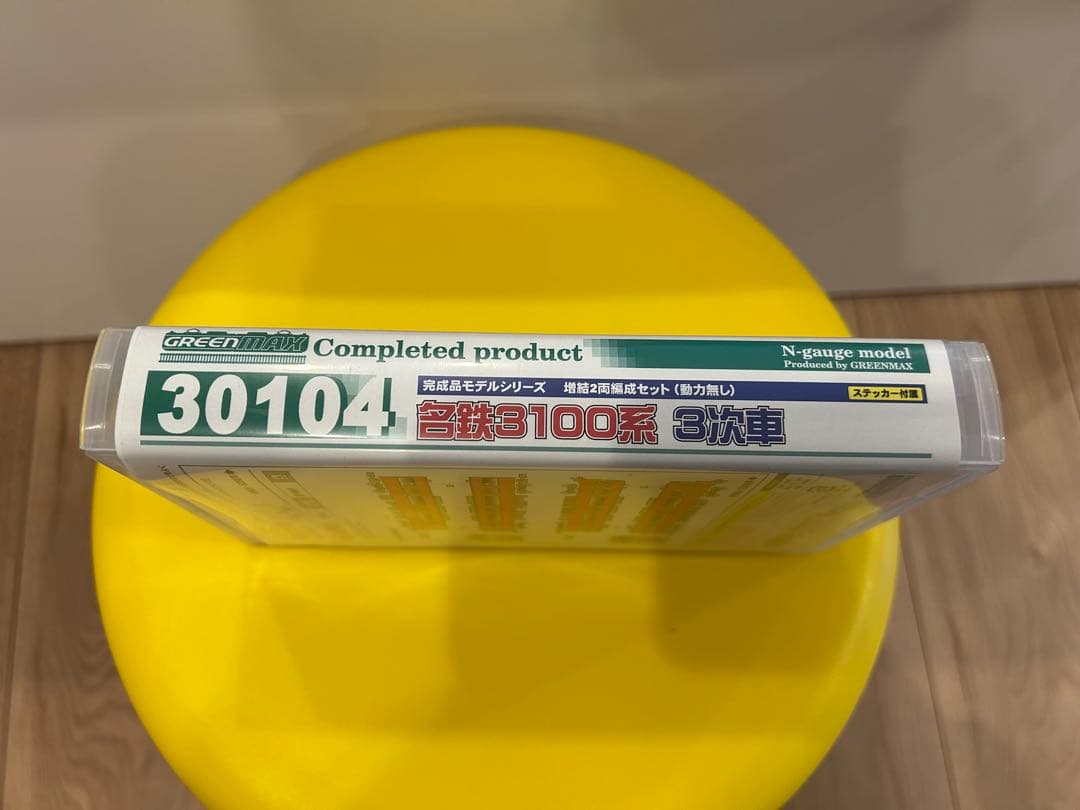 GREENMAX Completed product
N-gauge model
Produced by GREENMAX
30104
完成品モデルシリーズ 増結2両編成セット(動力無し)
ステッカー付属
名鉄3100系 3次車